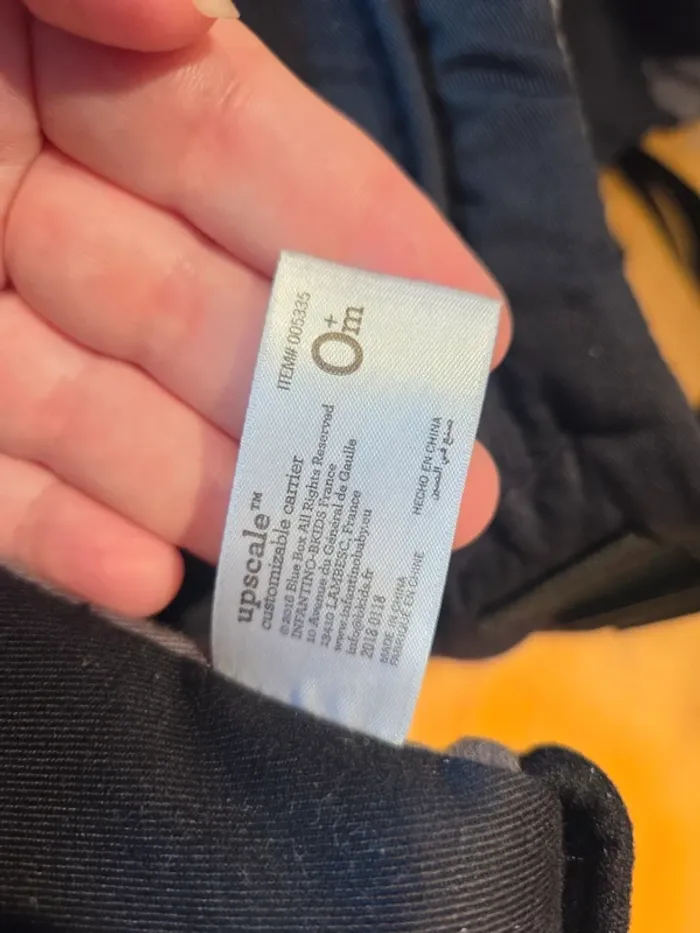 ITEM# 005335
0+m
upscale™
customizable carrier
©2016 Blue Box All Rights Reserved
INFANTINO-BKIDS France
10 Avenue du Général de Gaulle
13410 LAMBESC, France
www.infantinobaby.eu
info@bkids.fr
2018 0118
MADE IN CHINA
FABRIQUÉ EN CHINE
HECHO EN CHINA
صنع في الصين